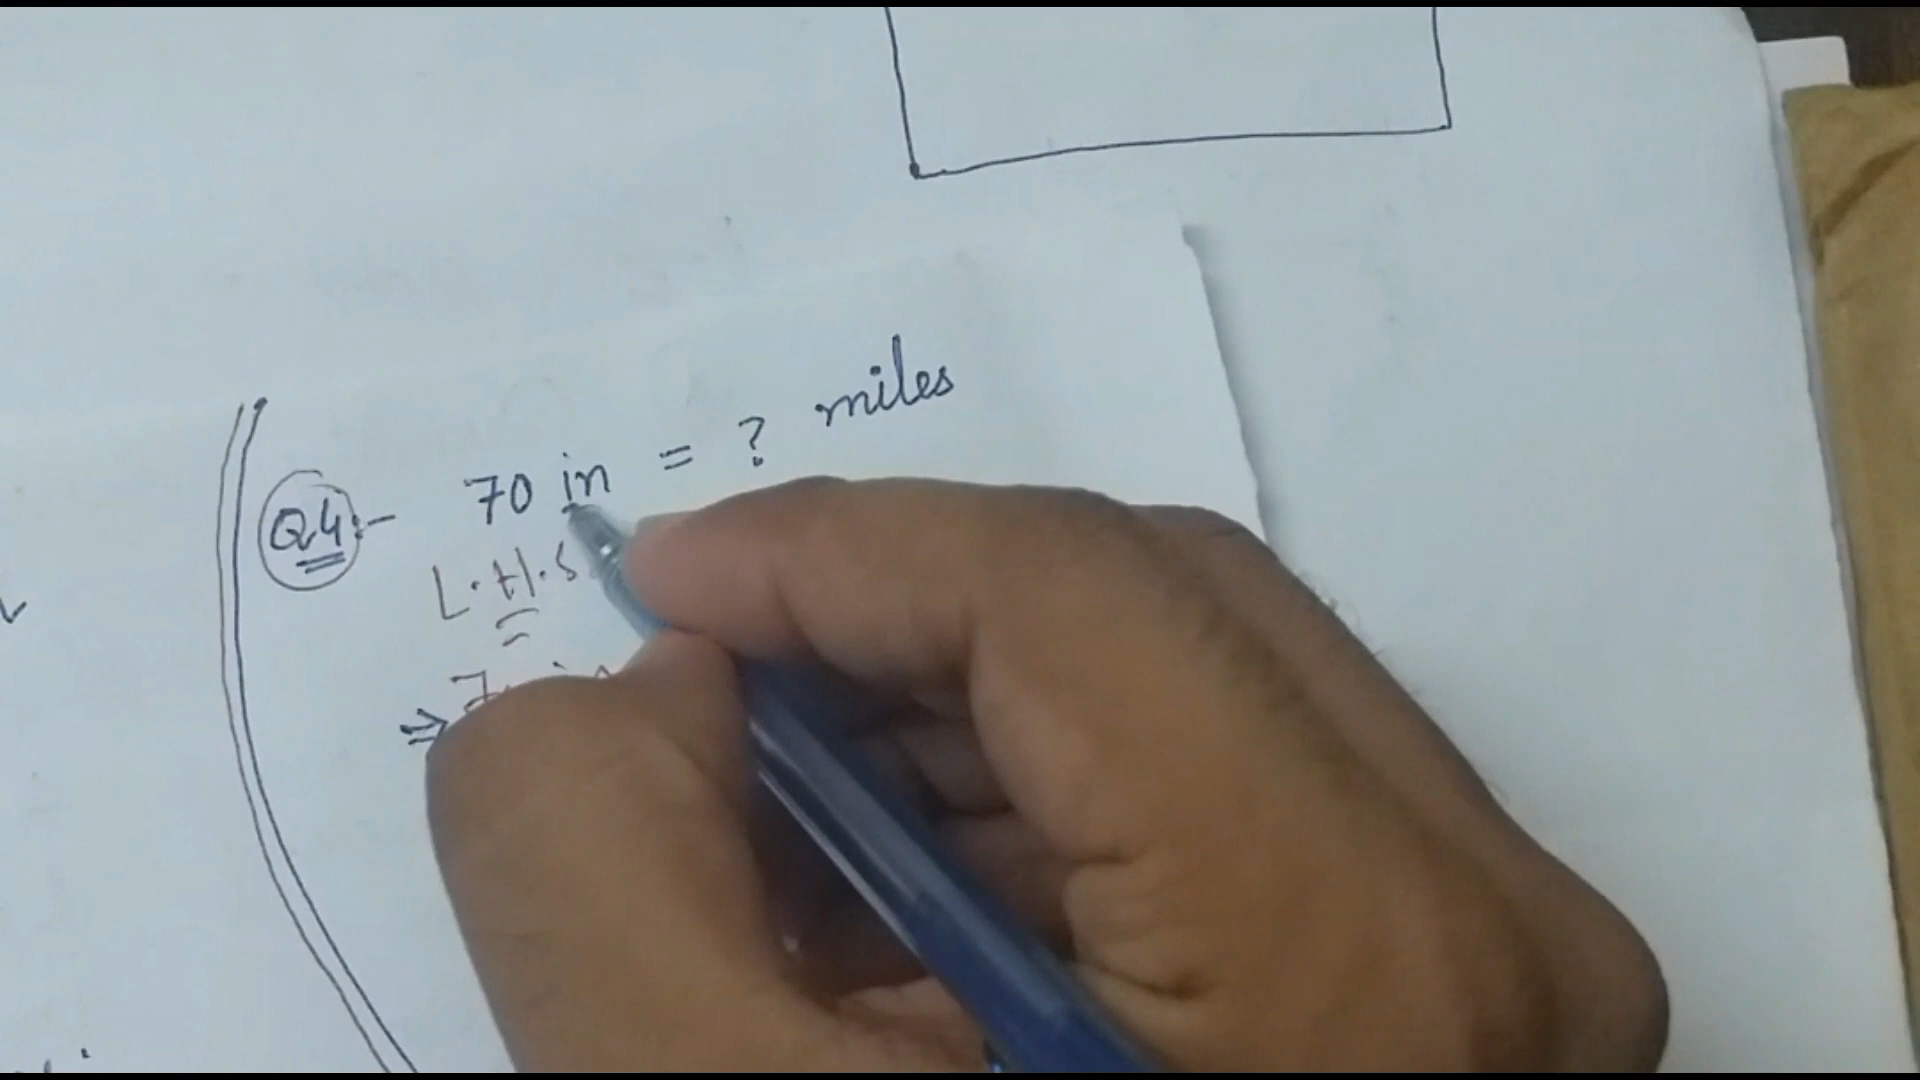 Q4:- 70 in = ? miles
L.H.S
⇒